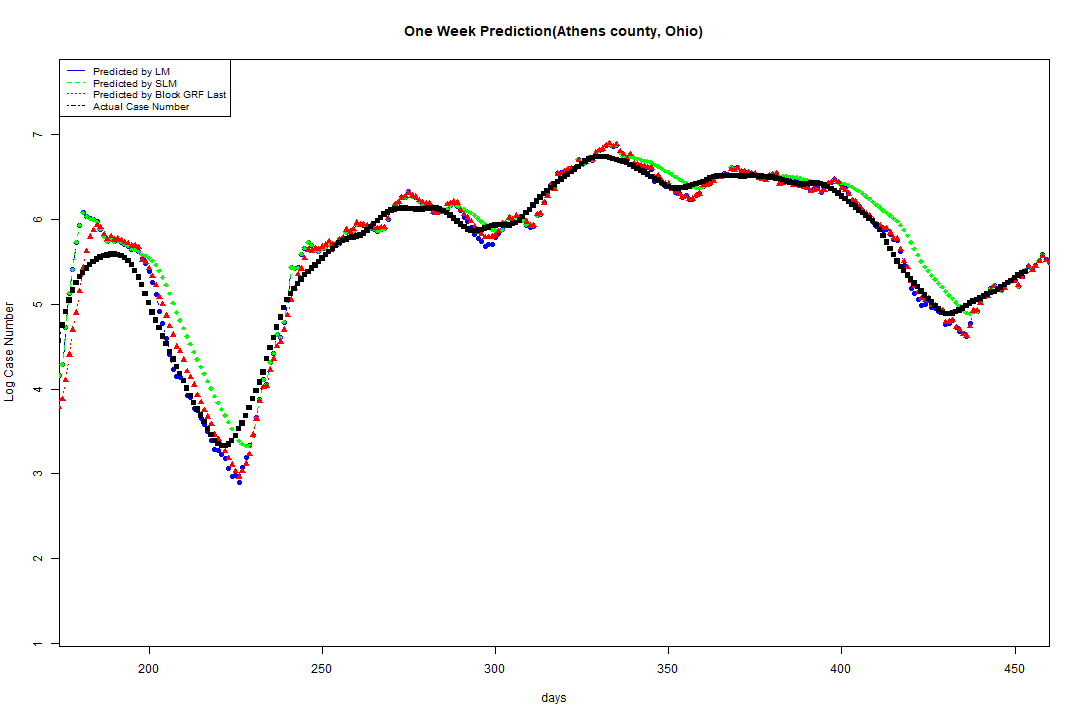 One Week Prediction(Athens county, Ohio)
Predicted by LM
Predicted by SLM
Predicted by Block GRF Last
Actual Case Number
Log Case Number
7
6
5
4
3
2
1
200 250 300 350 400 450
days